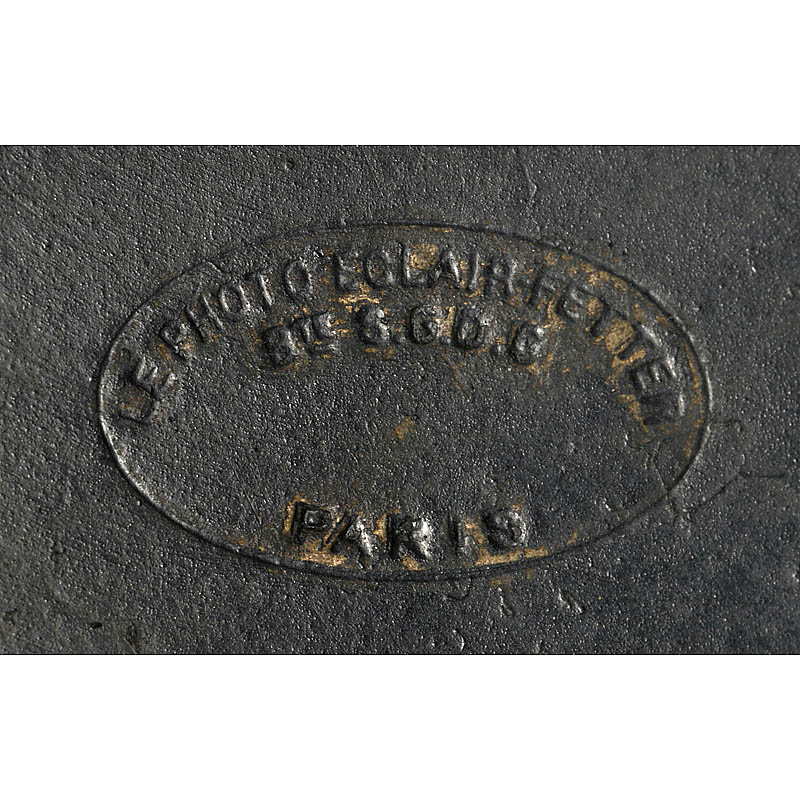 LE PHOTO ECLAIR-FETTER
Bte S.G.D.G
PARIS